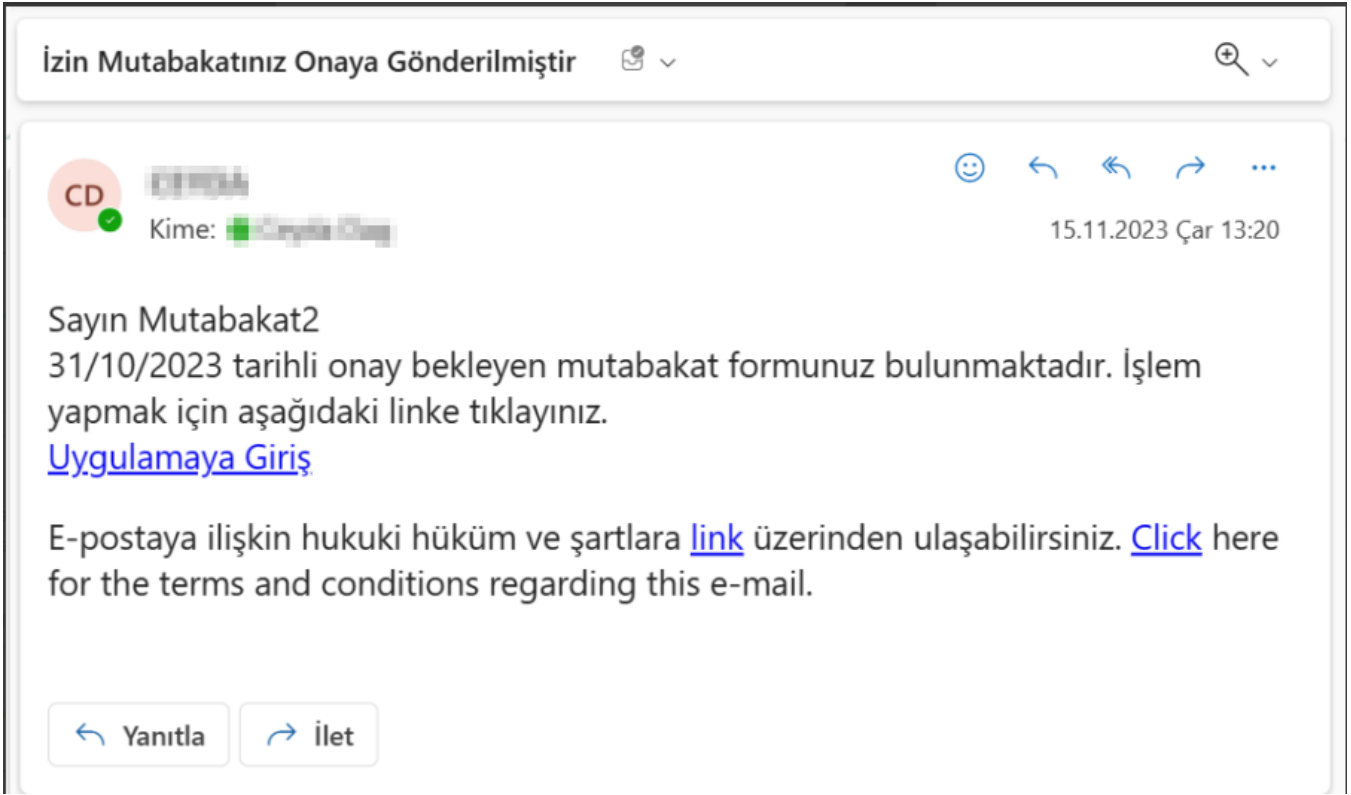 İzin Mutabakatınız Onaya Gönderilmiştir
CD
Kime:
15.11.2023 Çar 13:20
Sayın Mutabakat2
31/10/2023 tarihli onay bekleyen mutabakat formunuz bulunmaktadır. İşlem
yapmak için aşağıdaki linke tıklayınız.
Uygulamaya Giriş
E-postaya ilişkin hukuki hüküm ve şartlara link üzerinden ulaşabilirsiniz. Click here
for the terms and conditions regarding this e-mail.
Yanıtla
İlet